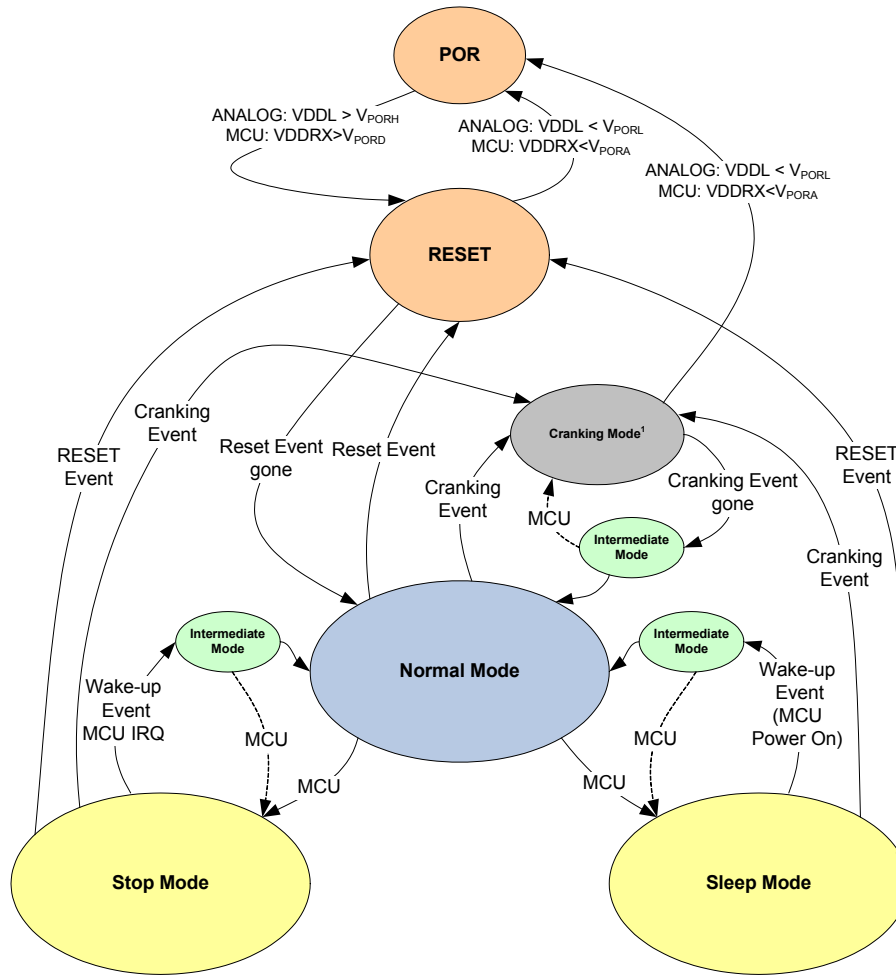 POR
ANALOG: VDDL > VPORH
MCU: VDDRX>VPORD
ANALOG: VDDL < VPORL
MCU: VDDRX<VPORA
ANALOG: VDDL < VPORL
MCU: VDDRX<VPORA
RESET
RESET
Event
Cranking
Event
Reset Event
gone
Reset Event
Cranking
Event
Cranking Mode¹
MCU
Cranking Event
gone
RESET
Event
Intermediate
Mode
Cranking
Event
Intermediate
Mode
Normal Mode
Intermediate
Mode
Wake-up
Event
MCU IRQ
MCU
MCU
MCU
MCU
Wake-up
Event
(MCU
Power On)
Stop Mode
Sleep Mode